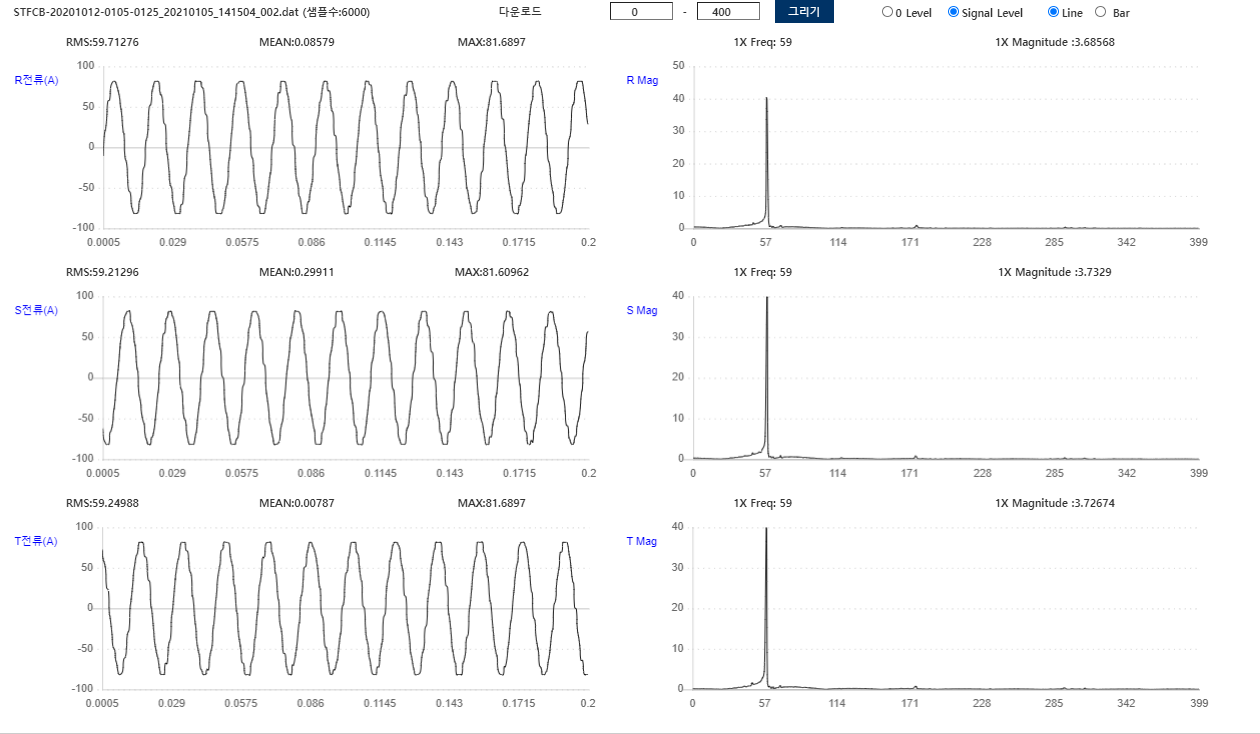 STFCB-20201012-0105-0125_20210105_141504_002.dat (샘플수:6000) 다운로드 0 - 400 그리기 0 Level Signal Level Line Bar
RMS:59.71276 MEAN:0.08579 MAX:81.6897 1X Freq: 59 1X Magnitude :3.68568
R전류(A)
100
50
0
-50
-100
0.0005 0.029 0.0575 0.086 0.1145 0.143 0.1715 0.2
R Mag
50
40
30
20
10
0
0 57 114 171 228 285 342 399
RMS:59.21296 MEAN:0.29911 MAX:81.60962 1X Freq: 59 1X Magnitude :3.7329
S전류(A)
100
50
0
-50
-100
0.0005 0.029 0.0575 0.086 0.1145 0.143 0.1715 0.2
S Mag
40
30
20
10
0
0 57 114 171 228 285 342 399
RMS:59.24988 MEAN:0.00787 MAX:81.6897 1X Freq: 59 1X Magnitude :3.72674
T전류(A)
100
50
0
-50
-100
0.0005 0.029 0.0575 0.086 0.1145 0.143 0.1715 0.2
T Mag
40
30
20
10
0
0 57 114 171 228 285 342 399